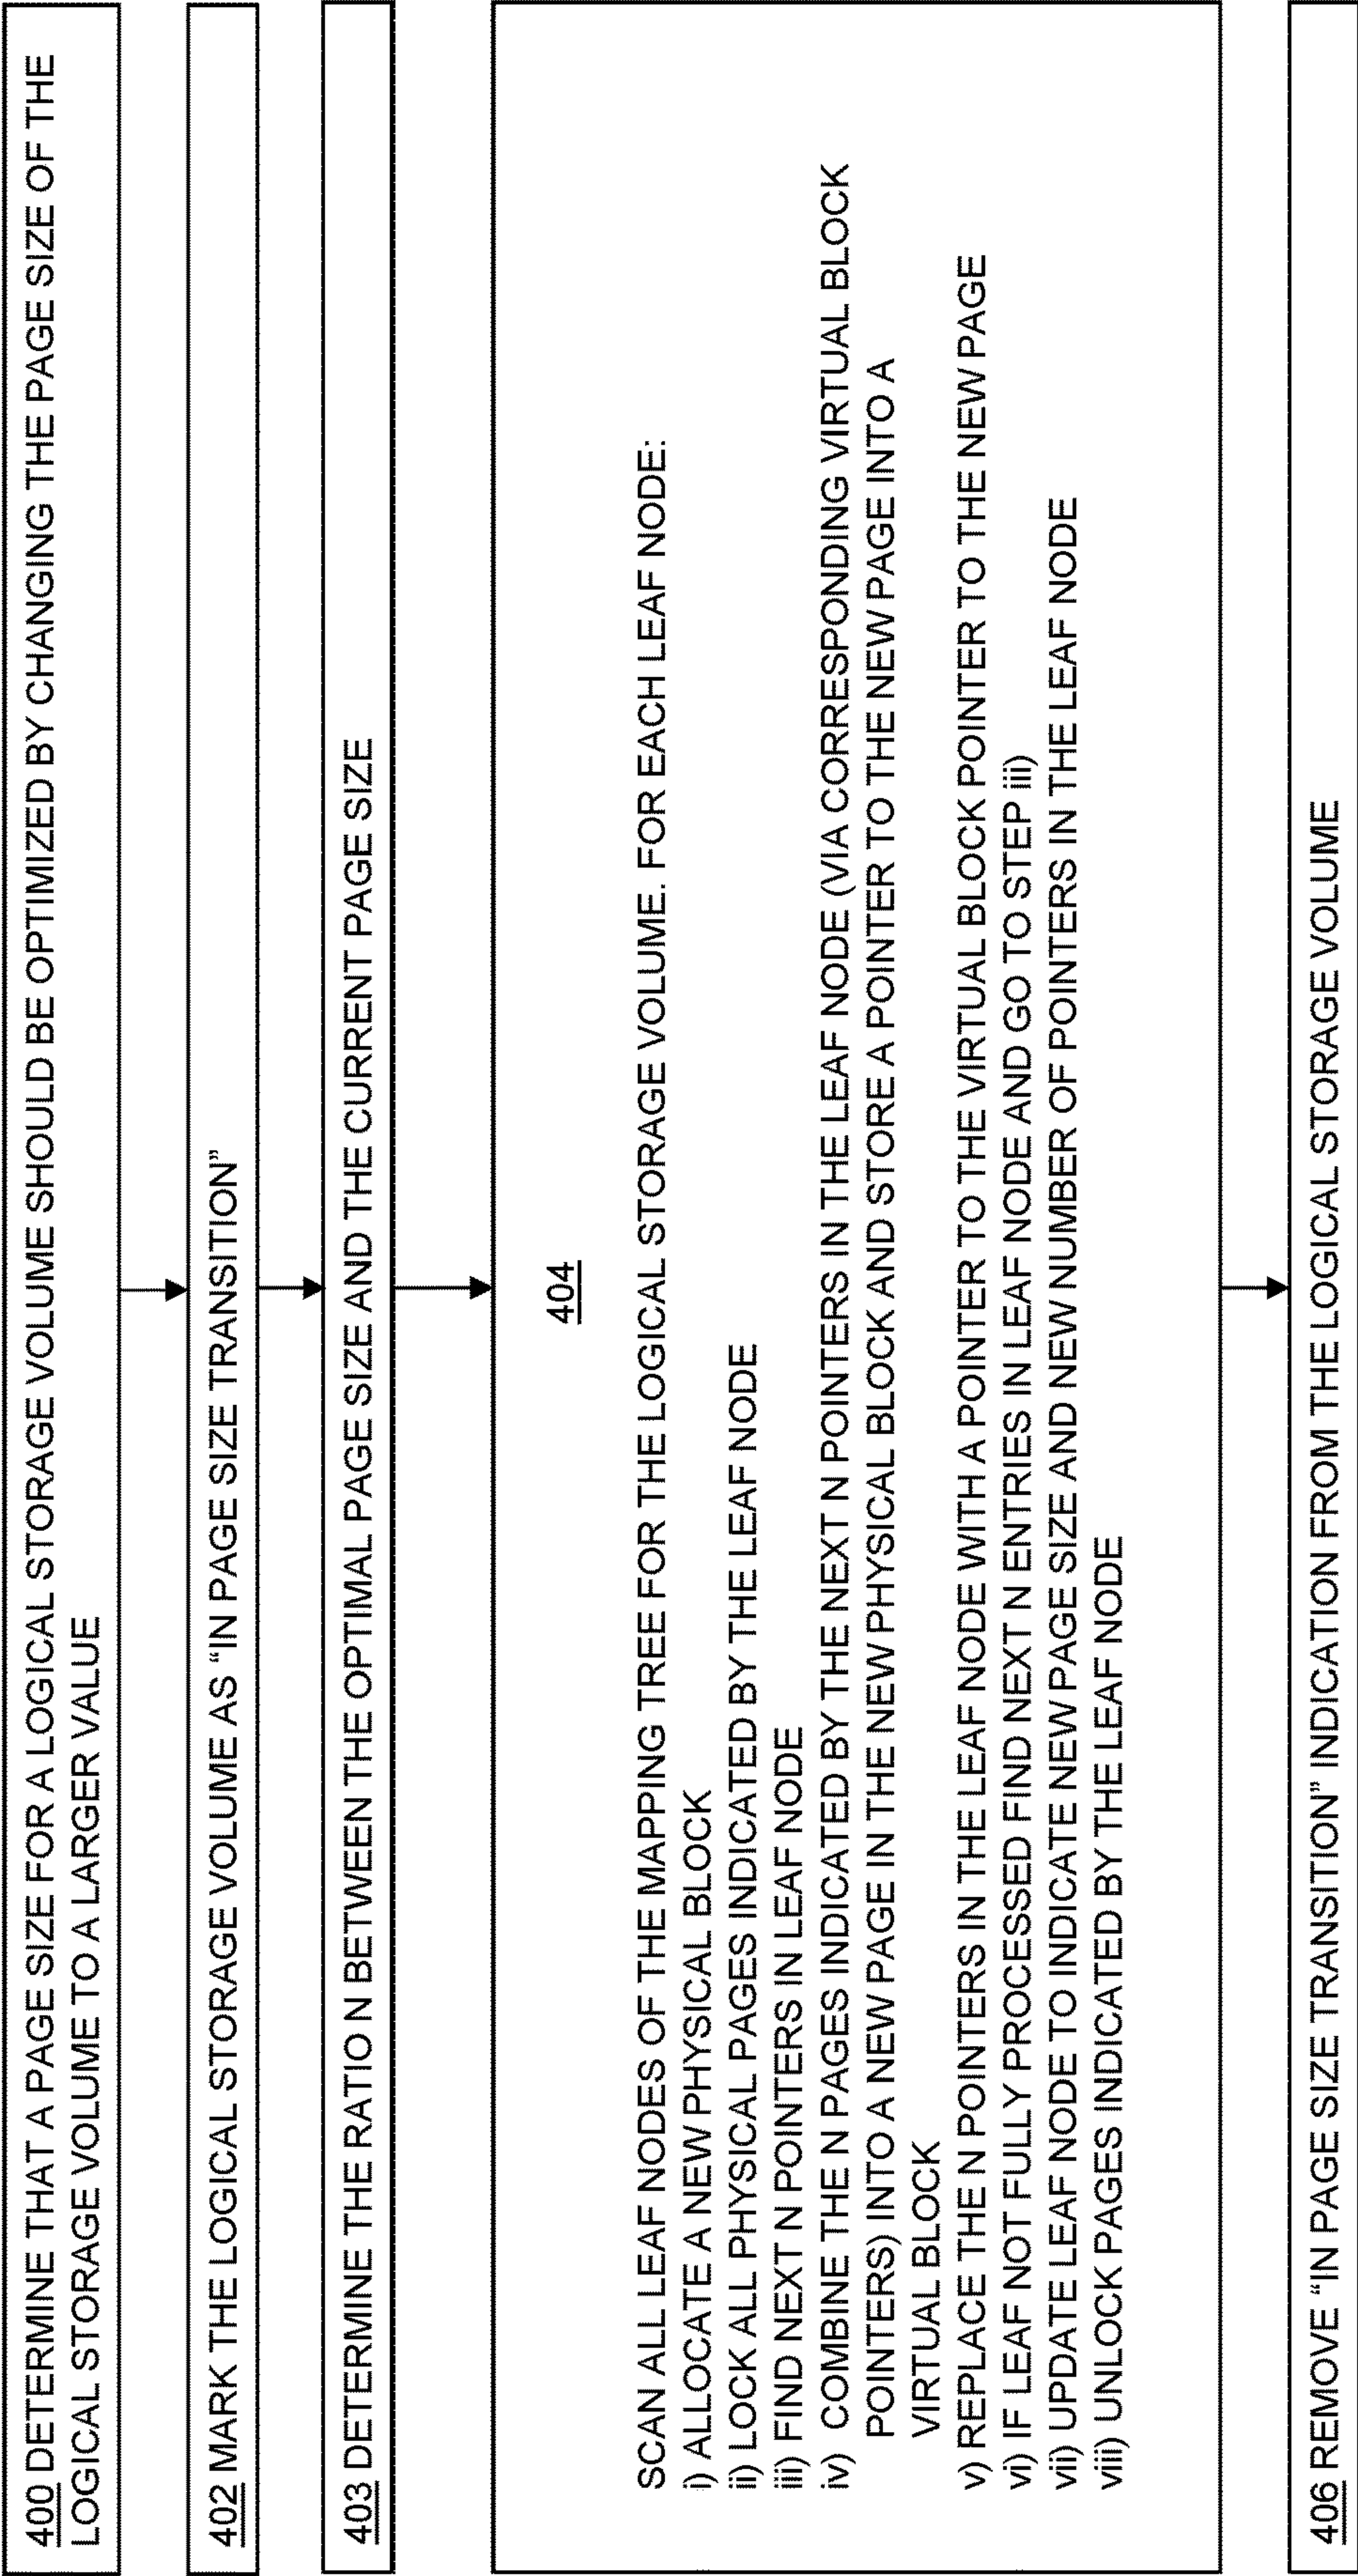 400 DETERMINE THAT A PAGE SIZE FOR A LOGICAL STORAGE VOLUME SHOULD BE OPTIMIZED BY CHANGING THE PAGE SIZE OF THE
LOGICAL STORAGE VOLUME TO A LARGER VALUE
402 MARK THE LOGICAL STORAGE VOLUME AS “IN PAGE SIZE TRANSITION”
403 DETERMINE THE RATIO N BETWEEN THE OPTIMAL PAGE SIZE AND THE CURRENT PAGE SIZE
404
SCAN ALL LEAF NODES OF THE MAPPING TREE FOR THE LOGICAL STORAGE VOLUME. FOR EACH LEAF NODE:
i) ALLOCATE A NEW PHYSICAL BLOCK
ii) LOCK ALL PHYSICAL PAGES INDICATED BY THE LEAF NODE
iii) FIND NEXT N POINTERS IN LEAF NODE
iv) COMBINE THE N PAGES INDICATED BY THE NEXT N POINTERS IN THE LEAF NODE (VIA CORRESPONDING VIRTUAL BLOCK
POINTERS) INTO A NEW PAGE IN THE NEW PHYSICAL BLOCK AND STORE A POINTER TO THE NEW PAGE INTO A
VIRTUAL BLOCK
v) REPLACE THE N POINTERS IN THE LEAF NODE WITH A POINTER TO THE VIRTUAL BLOCK POINTER TO THE NEW PAGE
vi) IF LEAF NOT FULLY PROCESSED FIND NEXT N ENTRIES IN LEAF NODE AND GO TO STEP iii)
vii) UPDATE LEAF NODE TO INDICATE NEW PAGE SIZE AND NEW NUMBER OF POINTERS IN THE LEAF NODE
viii) UNLOCK PAGES INDICATED BY THE LEAF NODE
406 REMOVE “IN PAGE SIZE TRANSITION” INDICATION FROM THE LOGICAL STORAGE VOLUME